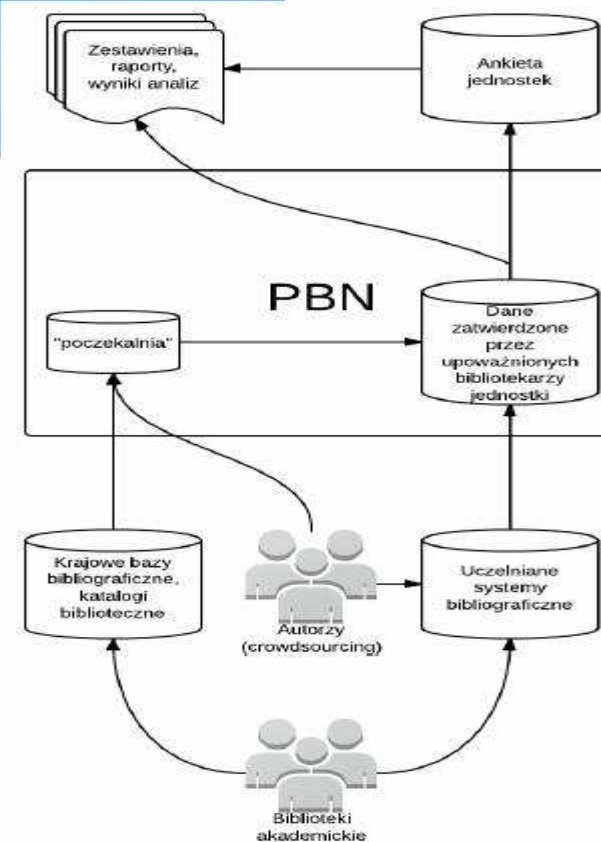 Zestawienia,
raporty,
wyniki analiz
Ankieta
jednostek
PBN
"poczekalnia"
Dane
zatwierdzone
przez
upoważnionych
bibliotekarzy
jednostki
Krajowe bazy
bibliograficzne,
katalogi
biblioteczne
Autorzy
(crowdsourcing)
Uczelniane
systemy
bibliograficzne
Biblioteki
akademickie